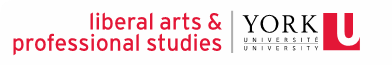 liberal arts &
professional studies
YORK U
UNIVERSITÉ
UNIVERSITY